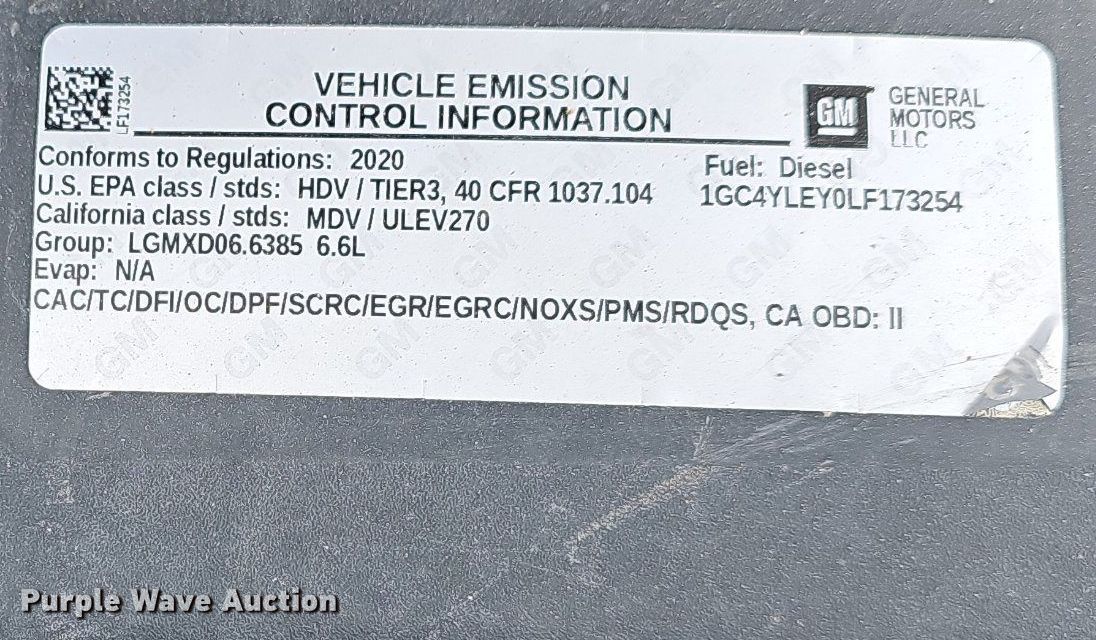 LF173254
VEHICLE EMISSION
CONTROL INFORMATION
GM
GENERAL
MOTORS
LLC
Conforms to Regulations: 2020
Fuel: Diesel
U.S. EPA class / stds: HDV / TIER3, 40 CFR 1037.104
1GC4YLEY0LF173254
California class / stds: MDV / ULEV270
Group: LGMXD06.6385 6.6L
Evap: N/A
CAC/TC/DFI/OC/DPF/SCRC/EGR/EGRC/NOXS/PMS/RDQS, CA OBD: II
Purple Wave Auction